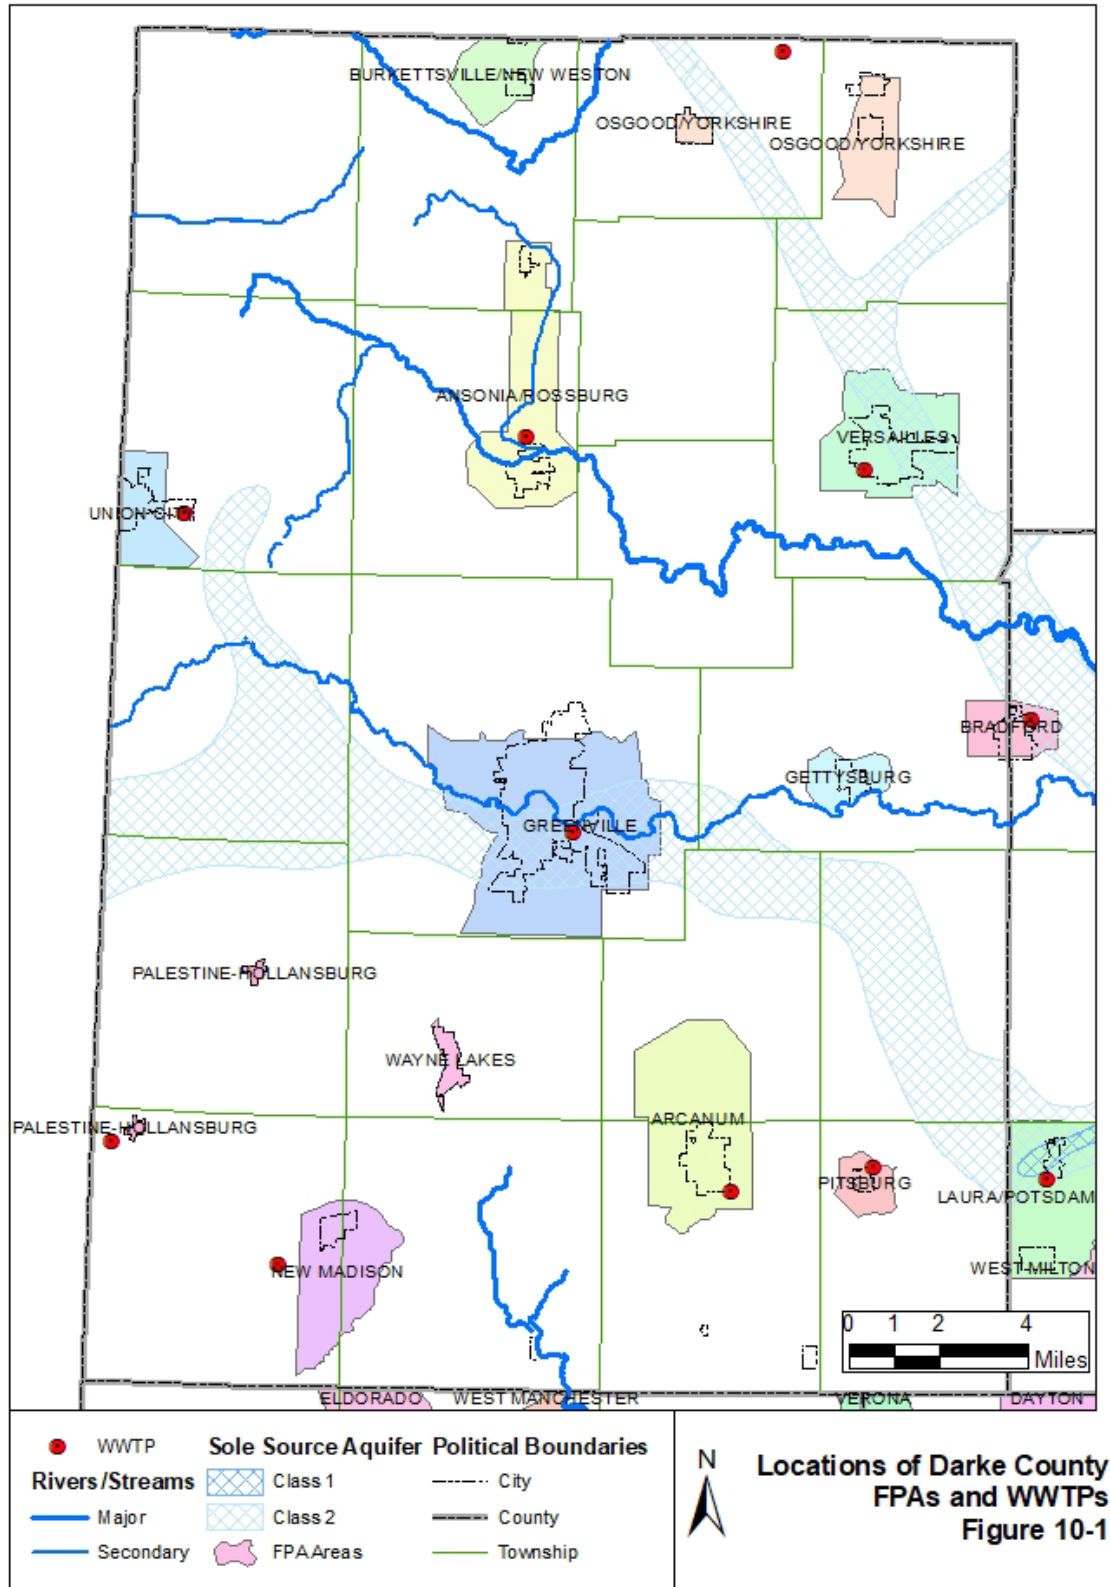 BURKETTSVILLE/NEW WESTON
OSGOOD/YORKSHIRE
OSGOOD/YORKSHIRE
ANSONIA/ROSSBURG
VERSAILLES
UNION CITY
BRADFORD
GETTYSBURG
GREENVILLE
PALESTINE-HOLLANSBURG
WAYNE LAKES
ARCANUM
PALESTINE-HOLLANSBURG
PITSBURG
LAURA/POTSDAM
WEST MILTON
NEW MADISON
0 1 2 4
Miles
ELDORADO WEST MANCHESTER VERONA DAYTON
WWTP
Rivers/Streams
Major
Secondary
Sole Source Aquifer
Class 1
Class 2
FPA Areas
Political Boundaries
City
County
Township
N
Locations of Darke County
FPAs and WWTPs
Figure 10-1